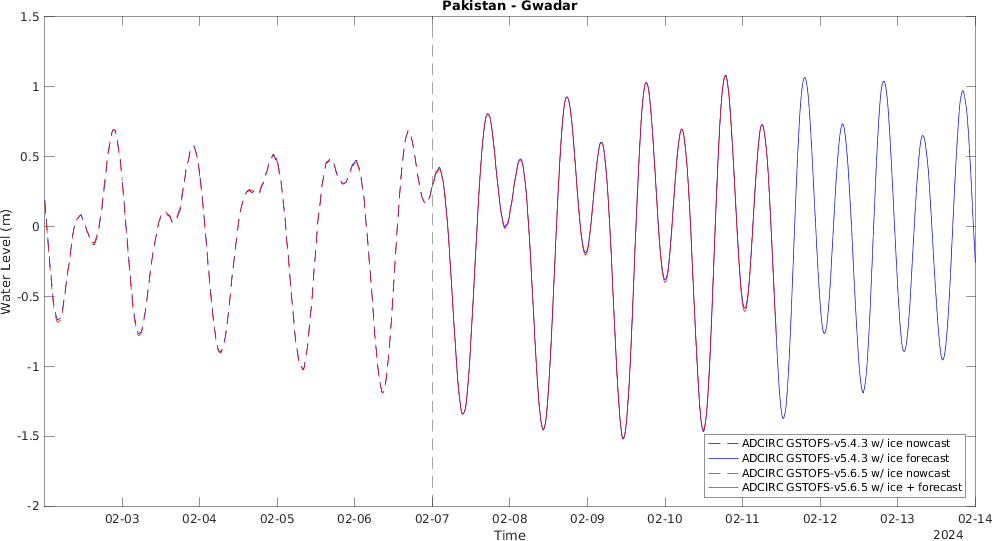 Pakistan - Gwadar
1.5
1
0.5
0
-0.5
-1
-1.5
-2
Water Level (m)
ADCIRC GSTOFS-v5.4.3 w/ ice nowcast
ADCIRC GSTOFS-v5.4.3 w/ ice forecast
ADCIRC GSTOFS-v5.6.5 w/ ice nowcast
ADCIRC GSTOFS-v5.6.5 w/ ice + forecast
02-03 02-04 02-05 02-06 02-07 02-08 02-09 02-10 02-11 02-12 02-13 02-14
Time
2024